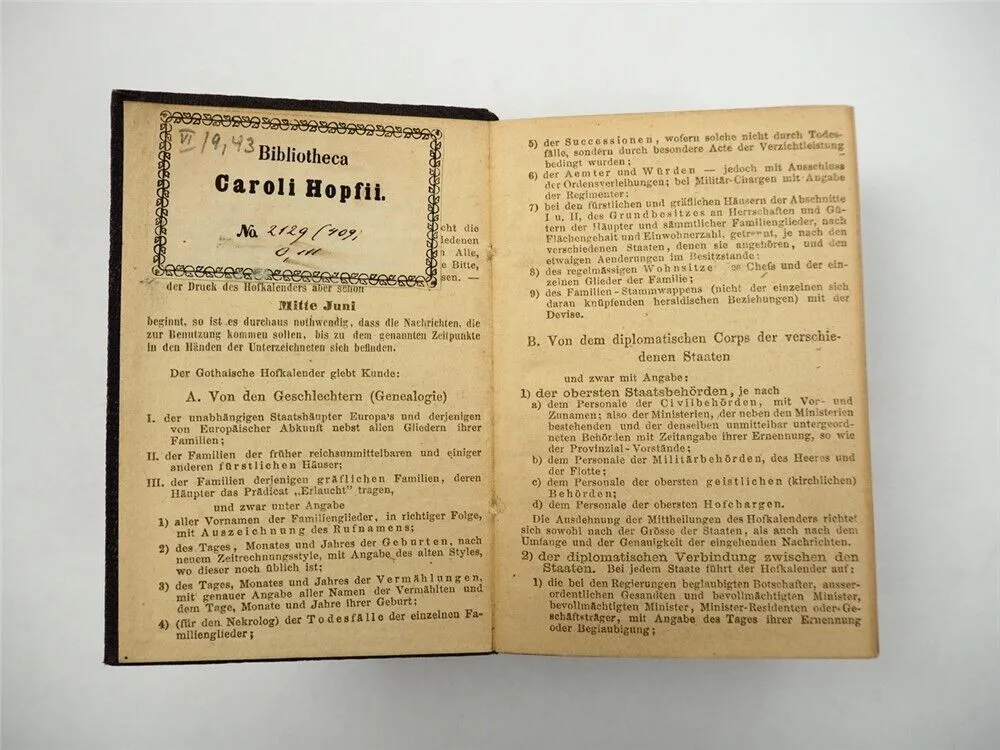 VI/9,43
Bibliotheca
Caroli Hopfii.
No. 2129 (109)
cht die
iedenen
n Alle,
e Bitte,
sen. —
der Druck des Hofkalenders aber schon
Mitte Juni
beginnt, so ist es durchaus nothwendig, dass die Nachrichten, die
zur Benutzung kommen sollen, bis zu dem genannten Zeitpunkte
in den Händen der Unterzeichneten sich befinden.
Der Gothaische Hofkalender giebt Kunde:
A. Von den Geschlechtern (Genealogie)
I. der unabhängigen Staatshäupter Europa's und derjenigen
von Europäischer Abkunft nebst allen Gliedern ihrer
Familien;
II. der Familien der früher reichsunmittelbaren und einiger
anderen fürstlichen Häuser;
III. der Familien derjenigen gräflichen Familien, deren
Häupter das Prädicat „Erlaucht" tragen,
und zwar unter Angabe
1) aller Vornamen der Familienglieder, in richtiger Folge,
mit Auszeichnung des Rufnamens;
2) des Tages, Monates und Jahres der Geburten, nach
neuem Zeitrechnungsstyle, mit Angabe des alten Styles,
wo dieser noch üblich ist;
3) des Tages, Monates und Jahres der Vermählungen,
mit genauer Angabe aller Namen der Vermählten und
dem Tage, Monate und Jahre ihrer Geburt;
4) (für den Nekrolog) der Todesfälle der einzelnen Fa-
milienglieder;
5) der Successionen, wofern solche nicht durch Todes-
fälle, sondern durch besondere Acte der Verzichtleistung
bedingt wurden;
6) der Aemter und Würden — jedoch mit Ausschluss
der Ordensverleihungen; bei Militär-Chargen mit Angabe
der Regimenter;
7) bei den fürstlichen und gräflichen Häusern der Abschnitte
I u. II, des Grundbesitzes an Herrschaften und Gü-
tern der Häupter und sämmtlicher Familienglieder, nach
Flächengehalt und Einwohnerzahl, getrennt, je nach den
verschiedenen Staaten, denen sie angehören, und den
etwaigen Aenderungen im Besitzstande;
8) des regelmässigen Wohnsitze des Chefs und der ein-
zelnen Glieder der Familie;
9) des Familien-Stammwappens (nicht der einzelnen sich
daran knüpfenden heraldischen Beziehungen) mit der
Devise.
B. Von dem diplomatischen Corps der verschie-
denen Staaten
und zwar mit Angabe:
1) der obersten Staatsbehörden, je nach
a) dem Personale der Civilbehörden, mit Vor- und
Zunamen; also der Ministerien, der neben den Ministerien
bestehenden und der denselben unmittelbar untergeord-
neten Behörden mit Zeitangabe ihrer Ernennung, so wie
der Provinzial-Vorstände;
b) dem Personale der Militärbehörden, des Heeres und
der Flotte;
c) dem Personale der obersten geistlichen (kirchlichen)
Behörden;
d) dem Personale der obersten Hofchargen.
Die Ausdehnung der Mittheilungen des Hofkalenders richtet
sich sowohl nach der Grösse der Staaten, als auch nach dem
Umfange und der Genauigkeit der eingehenden Nachrichten.
2) der diplomatischen Verbindung zwischen den
Staaten. Bei jedem Staate führt der Hofkalender auf:
1) die bei den Regierungen beglaubigten Botschafter, ausser-
ordentlichen Gesandten und bevollmächtigten Minister,
bevollmächtigten Minister, Minister-Residenten oder Ge-
schäftsträger, mit Angabe des Tages ihrer Ernennung
oder Beglaubigung;